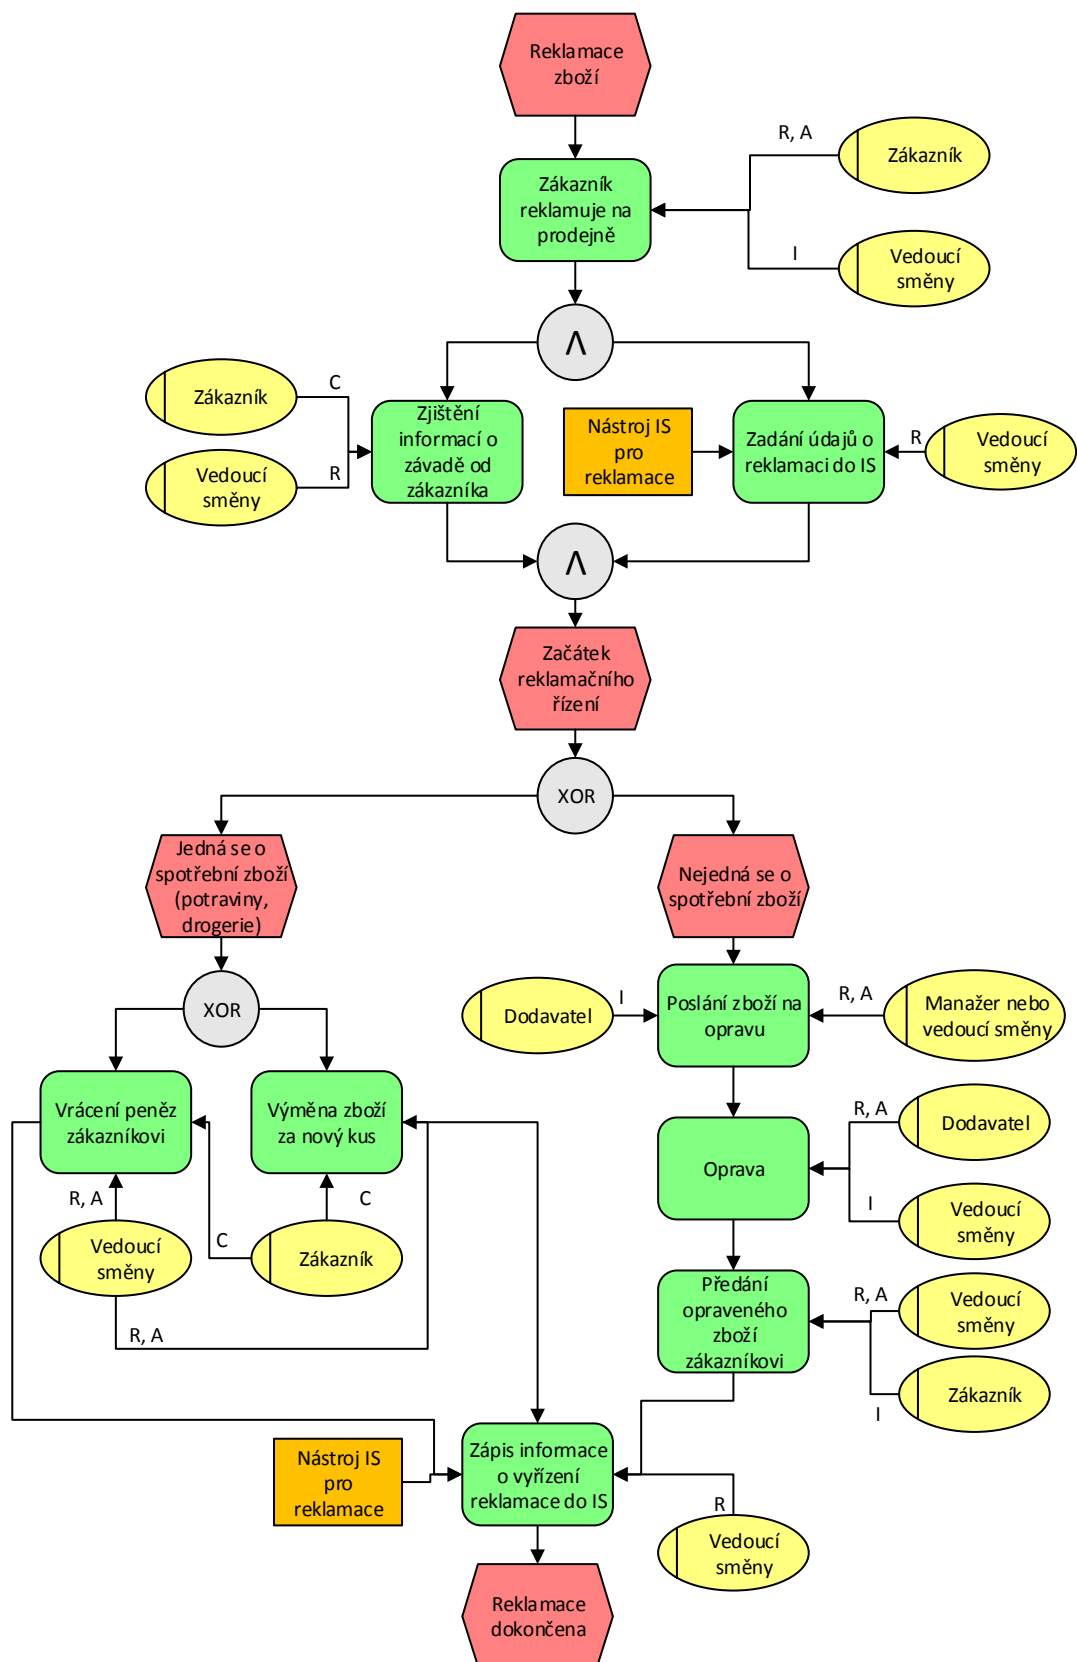 Reklamace
zboží
R, A
Zákazník
Zákazník
reklamuje na
prodejně
I
Vedoucí
směny
Λ
Zákazník
C
Zjištění
informací o
závadě od
zákazníka
Vedoucí
směny
R
Nástroj IS
pro
reklamace
Zadání údajů o
reklamaci do IS
R
Vedoucí
směny
Λ
Začátek
reklamačního
řízení
XOR
Jedná se o
spotřební zboží
(potraviny,
drogerie)
Nejedná se o
spotřební zboží
XOR
Dodavatel
I
Poslání zboží na
opravu
R, A
Manažer nebo
vedoucí směny
Vrácení peněz
zákazníkovi
Výměna zboží
za nový kus
R, A
Dodavatel
Oprava
I
Vedoucí
směny
R, A
C
C
Vedoucí
směny
Zákazník
R, A
Předání
opraveného
zboží
zákazníkovi
R, A
Vedoucí
směny
I
Zákazník
Nástroj IS
pro
reklamace
Zápis informace
o vyřízení
reklamace do IS
R
Vedoucí
směny
Reklamace
dokončena